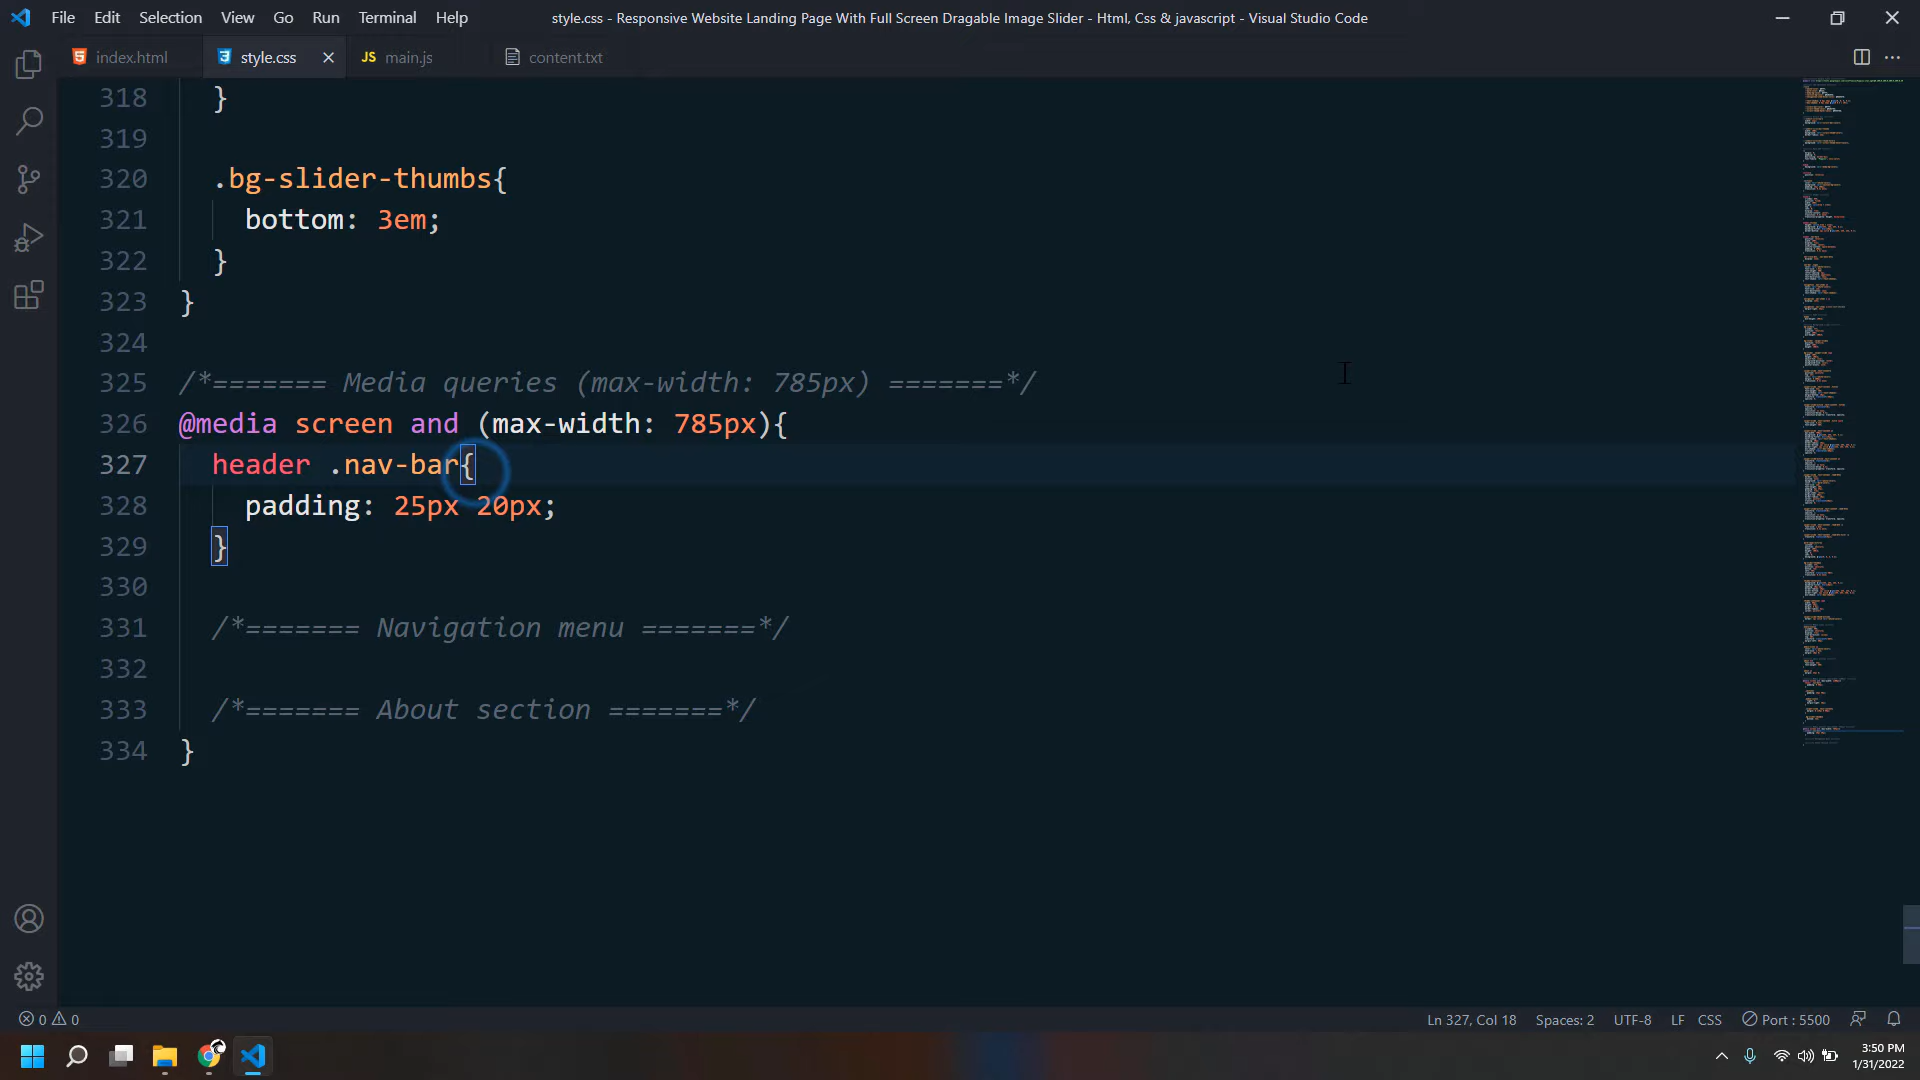 File Edit Selection View Go Run Terminal Help
style.css - Responsive Website Landing Page With Full Screen Dragable Image Slider - Html, Css & javascript - Visual Studio Code
index.html style.css JS main.js content.txt
318 }
319
320 .bg-slider-thumbs{
321 bottom: 3em;
322 }
323 }
324
325 /*======= Media queries (max-width: 785px) =======*/
326 @media screen and (max-width: 785px){
327 header .nav-bar{
328 padding: 25px 20px;
329 }
330
331 /*======= Navigation menu =======*/
332
333 /*======= About section =======*/
334 }
0 0
Ln 327, Col 18 Spaces: 2 UTF-8 LF CSS Port : 5500
3:50 PM
1/31/2022